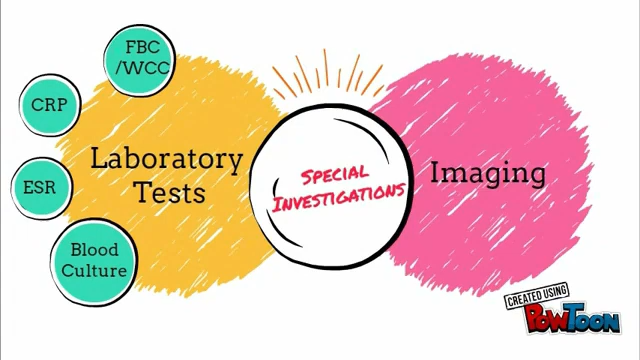 FBC
/WCC
CRP
ESR
Blood
Culture
Laboratory
Tests
SPECIAL
INVESTIGATIONS
Imaging
CREATED USING
POWTOON